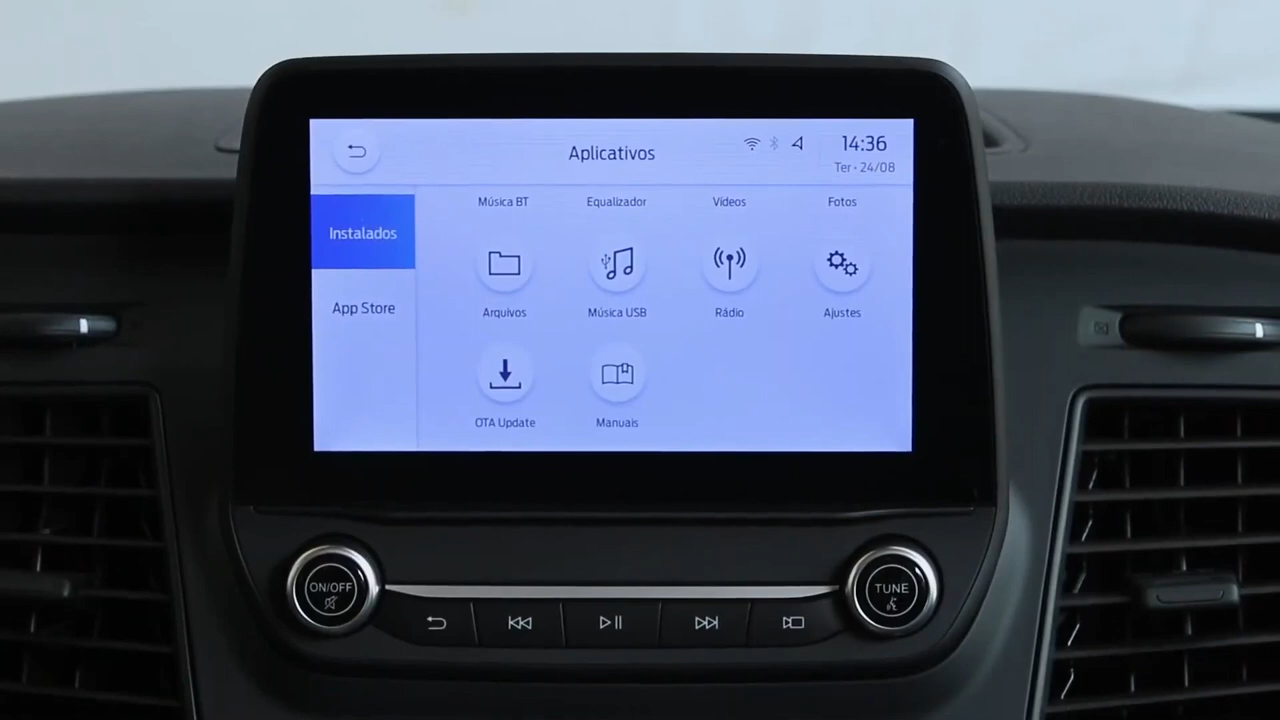 Aplicativos
14:36
Ter • 24/08
Instalados
App Store
Música BT Equalizador Vídeos Fotos
Arquivos Música USB Rádio Ajustes
OTA Update Manuais
ON/OFF
TUNE